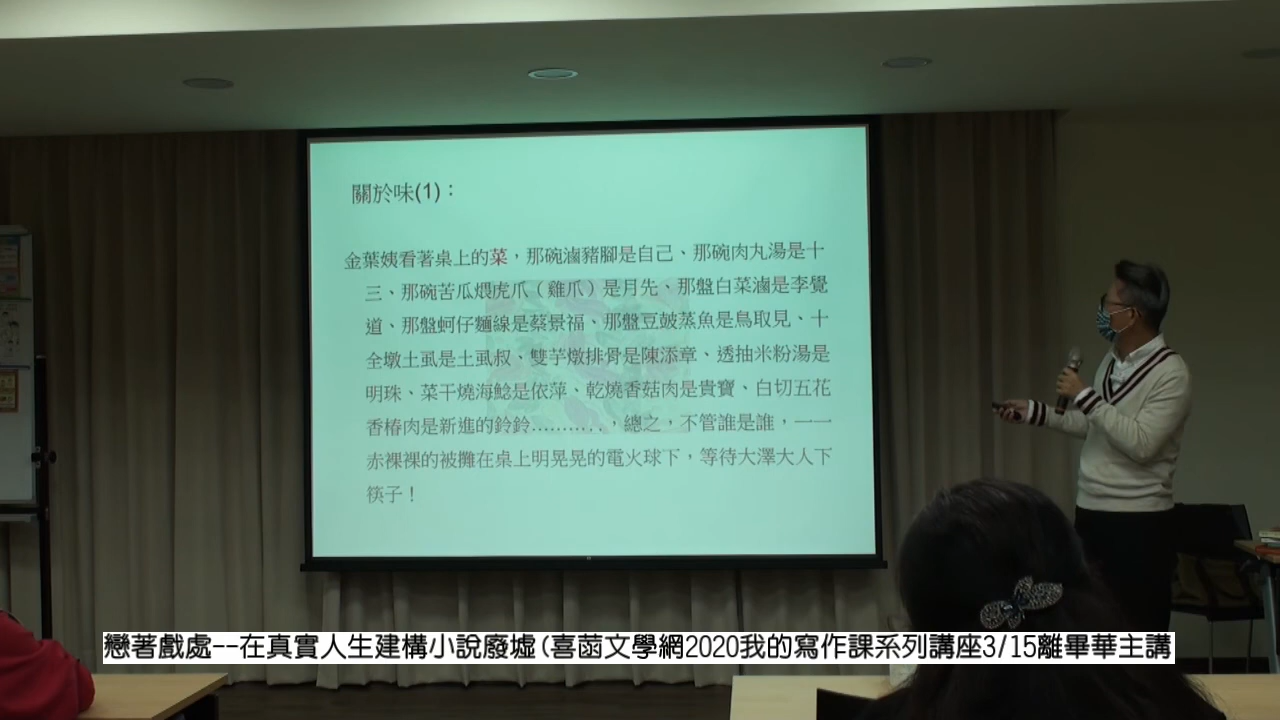 關於味(1)：
金葉姨看著桌上的菜，那碗滷豬腳是自己、那碗肉丸湯是十
三、那碗苦瓜煨虎爪（雞爪）是月先、那盤白菜滷是李覺
道、那盤蚵仔麵線是蔡景福、那盤豆豉蒸魚是鳥取見、十
全燉土虱是土虱叔、雙芋燉排骨是陳添章、透抽米粉湯是
明珠、菜干燒海鯰是依萍、乾燒香菇肉是貴寶、白切五花
香椿肉是新進的鈴鈴………..，總之，不管誰是誰，一一
赤裸裸的被攤在桌上明晃晃的電火球下，等待大澤大人下
筷子！
戀著戲處--在真實人生建構小說廢墟(喜菡文學網2020我的寫作課系列講座3/15離畢華主講